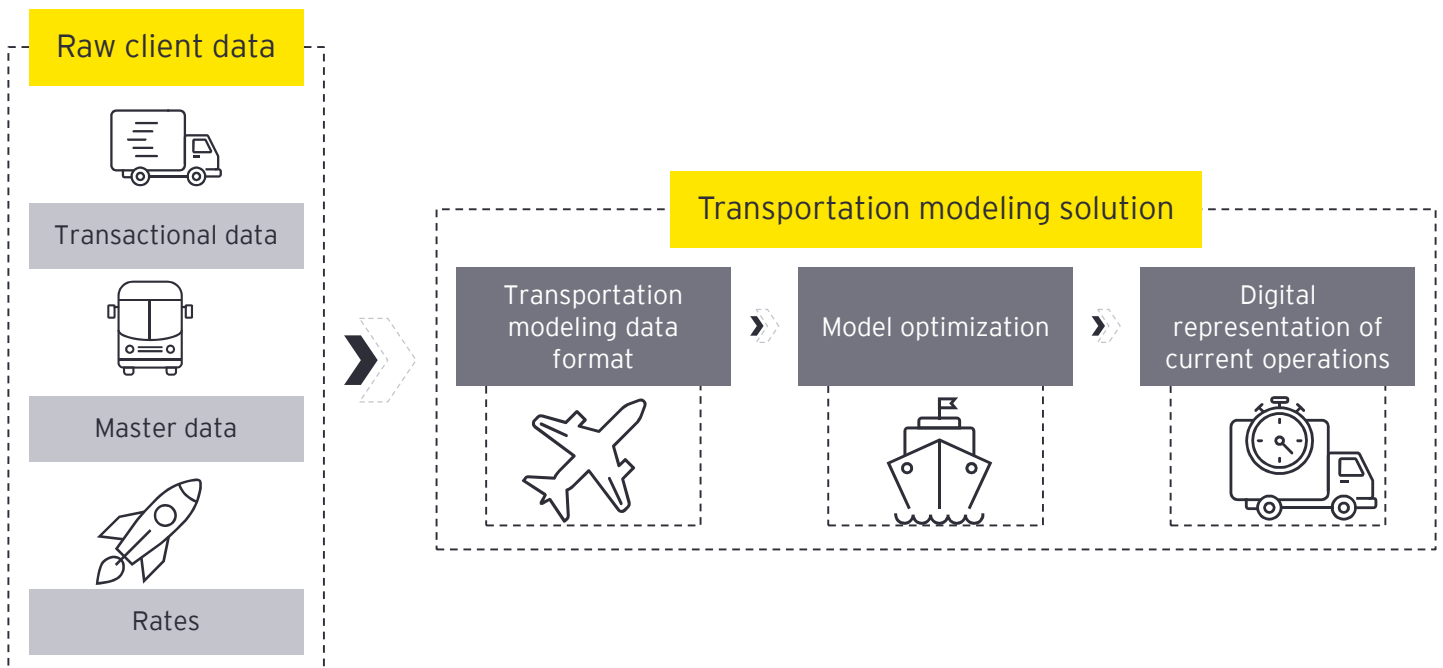 Raw client data
Transactional data
Master data
Rates
Transportation modeling solution
Transportation
modeling data
format
Model optimization
Digital
representation of
current operations